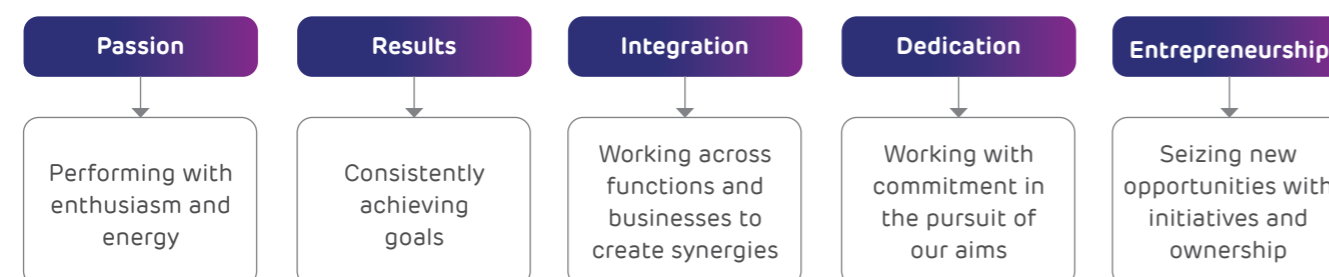 Passion
Performing with
enthusiasm and
energy
Results
Consistently
achieving
goals
Integration
Working across
functions and
businesses to
create synergies
Dedication
Working with
commitment in
the pursuit of
our aims
Entrepreneurship
Seizing new
opportunities with
initiatives and
ownership